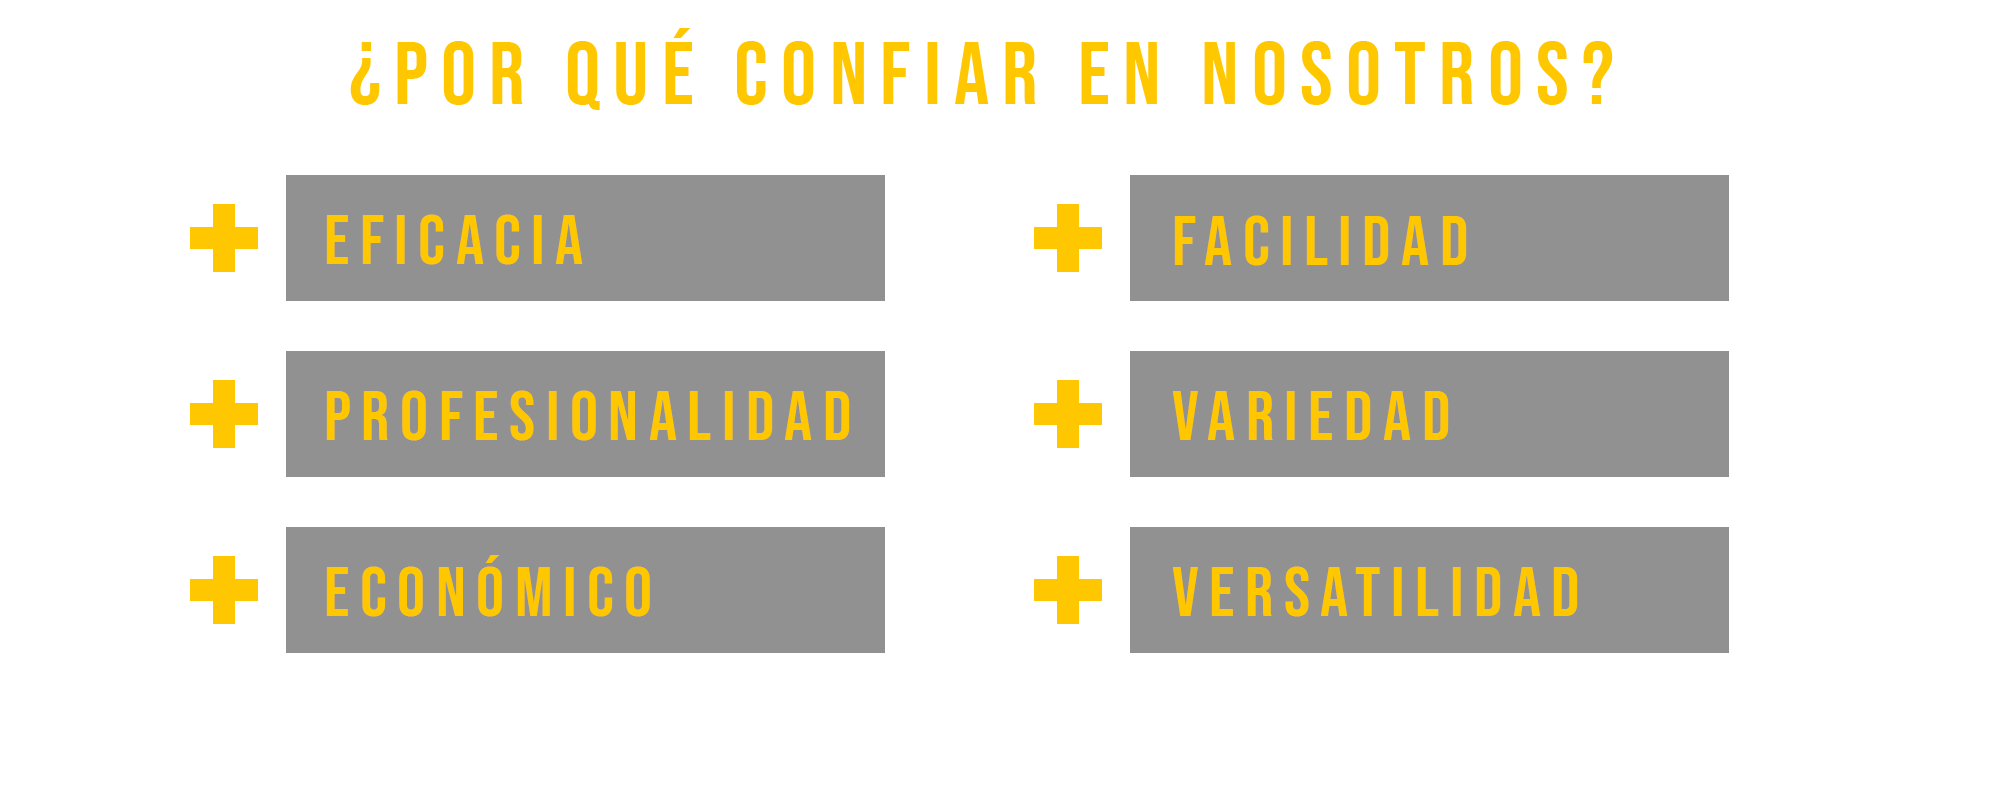 ¿POR QUÉ CONFIAR EN NOSOTROS?
EFICACIA
FACILIDAD
PROFESIONALIDAD
VARIEDAD
ECONÓMICO
VERSATILIDAD